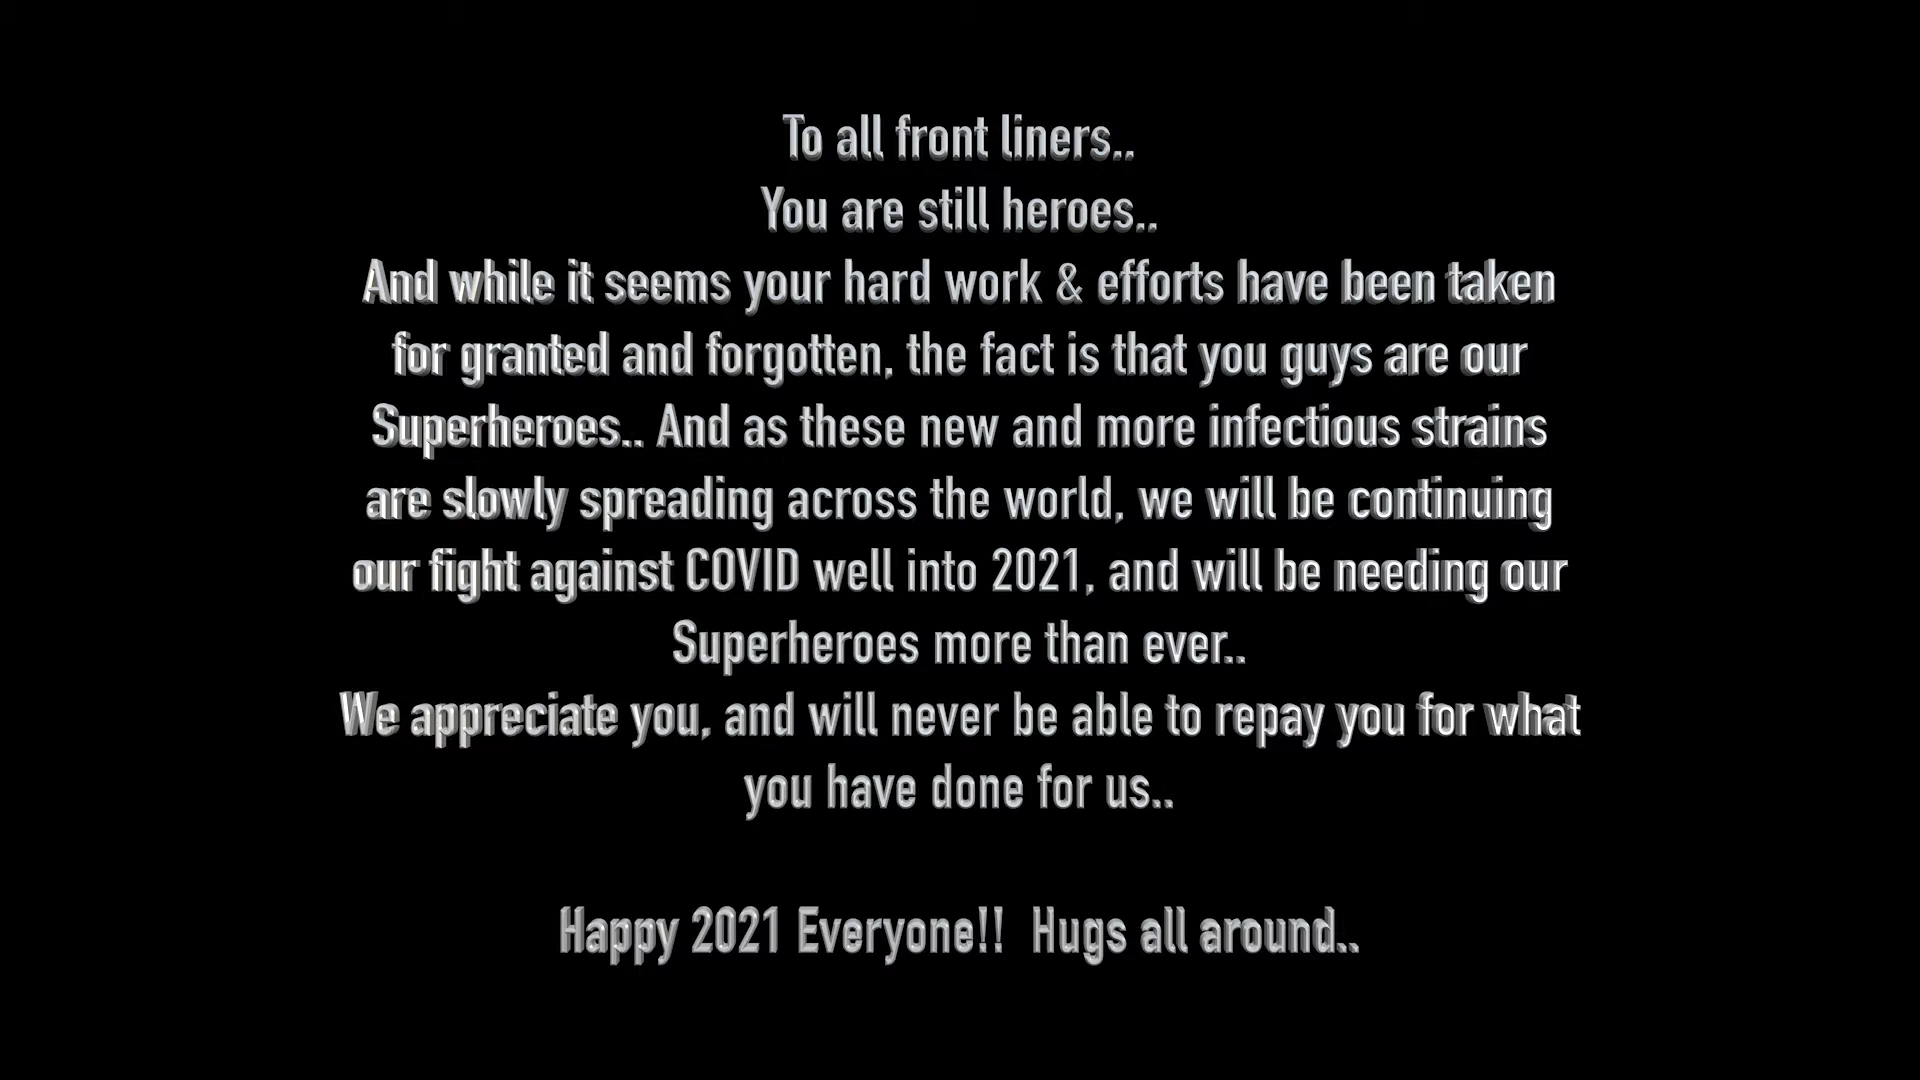 To all front liners..
You are still heroes..
And while it seems your hard work & efforts have been taken
for granted and forgotten, the fact is that you guys are our
Superheroes.. And as these new and more infectious strains
are slowly spreading across the world, we will be continuing
our fight against COVID well into 2021, and will be needing our
Superheroes more than ever..
We appreciate you, and will never be able to repay you for what
you have done for us..
Happy 2021 Everyone!!  Hugs all around..